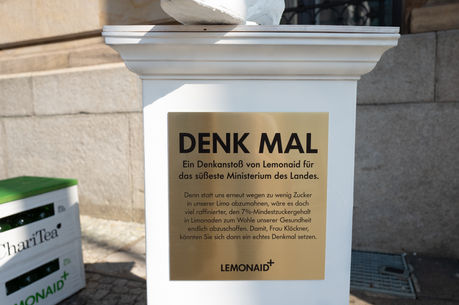 DENK MAL
Ein Denkanstoß von Lemonaid für
das süßeste Ministerium des Landes.
Denn statt uns erneut wegen zu wenig Zucker
in unserer Limo abzumahnen, wäre es doch
viel raffinierter, den 7%-Mindestzuckergehalt
in Limonaden zum Wohle unserer Gesundheit
endlich abzuschaffen. Damit, Frau Klöckner,
könnten Sie sich dann ein echtes Denkmal setzen.
LEMONAID+
ChariTea
LEMONAID+